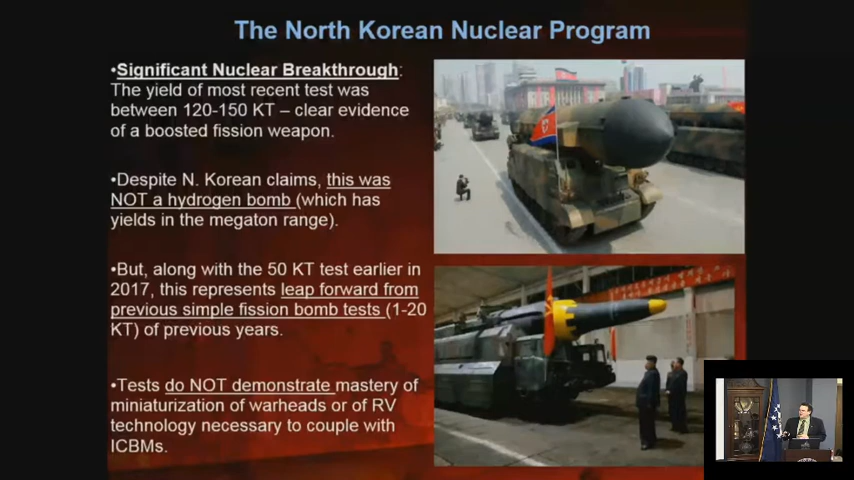 The North Korean Nuclear Program
•Significant Nuclear Breakthrough:
The yield of most recent test was
between 120-150 KT – clear evidence
of a boosted fission weapon.
•Despite N. Korean claims, this was
NOT a hydrogen bomb (which has
yields in the megaton range).
•But, along with the 50 KT test earlier in
2017, this represents leap forward from
previous simple fission bomb tests (1-20
KT) of previous years.
•Tests do NOT demonstrate mastery of
miniaturization of warheads or of RV
technology necessary to couple with
ICBMs.